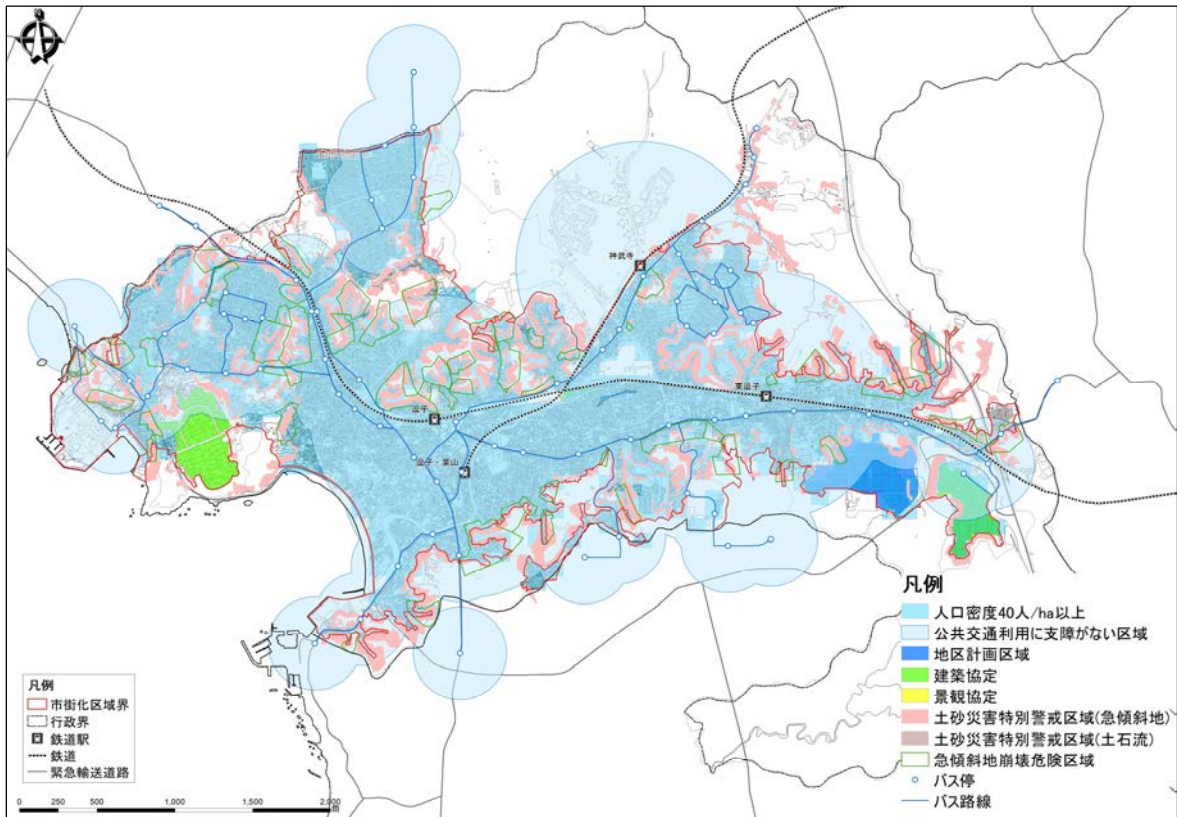 神武寺
東逗子
逗子
逗子・葉山
凡例
人口密度40人/ha以上
公共交通利用に支障がない区域
地区計画区域
建築協定
景観協定
土砂災害特別警戒区域(急傾斜地)
土砂災害特別警戒区域(土石流)
急傾斜地崩壊危険区域
バス停
バス路線
凡例
市街化区域界
行政界
鉄道駅
鉄道
緊急輸送道路
0 250 500 1,000 1,500 2,000
m